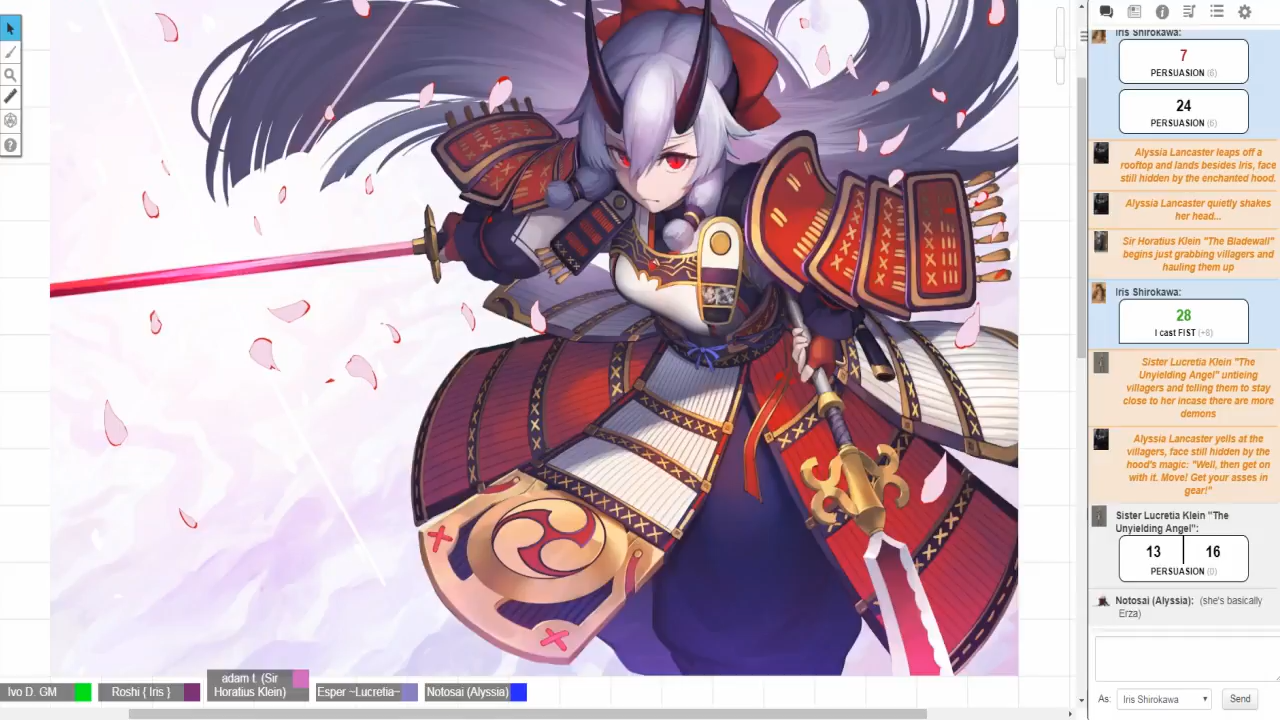 Iris Shirokawa:
7
PERSUASION (6)
24
PERSUASION (6)
Alyssia Lancaster leaps off a
rooftop and lands besides Iris, face
still hidden by the enchanted hood.
Alyssia Lancaster quietly shakes
her head...
Sir Horatius Klein "The Bladewall"
begins just grabbing villagers and
hauling them up
Iris Shirokawa:
28
I cast FIST (+8)
Sister Lucretia Klein "The
Unyielding Angel" untieing
villagers and telling them to stay
close to her incase there are more
demons
Alyssia Lancaster yells at the
villagers, face still hidden by the
hood's magic: "Well, then get on
with it. Move! Get your asses in
gear!"
Sister Lucretia Klein "The
Unyielding Angel":
13 16
PERSUASION (0)
Notosai (Alyssia): (she's basically
Erza)
As: Iris Shirokawa Send
Ivo D. GM
Roshi { Iris }
adam t. (Sir
Horatius Klein)
Esper ~Lucretia~
Notosai (Alyssia)